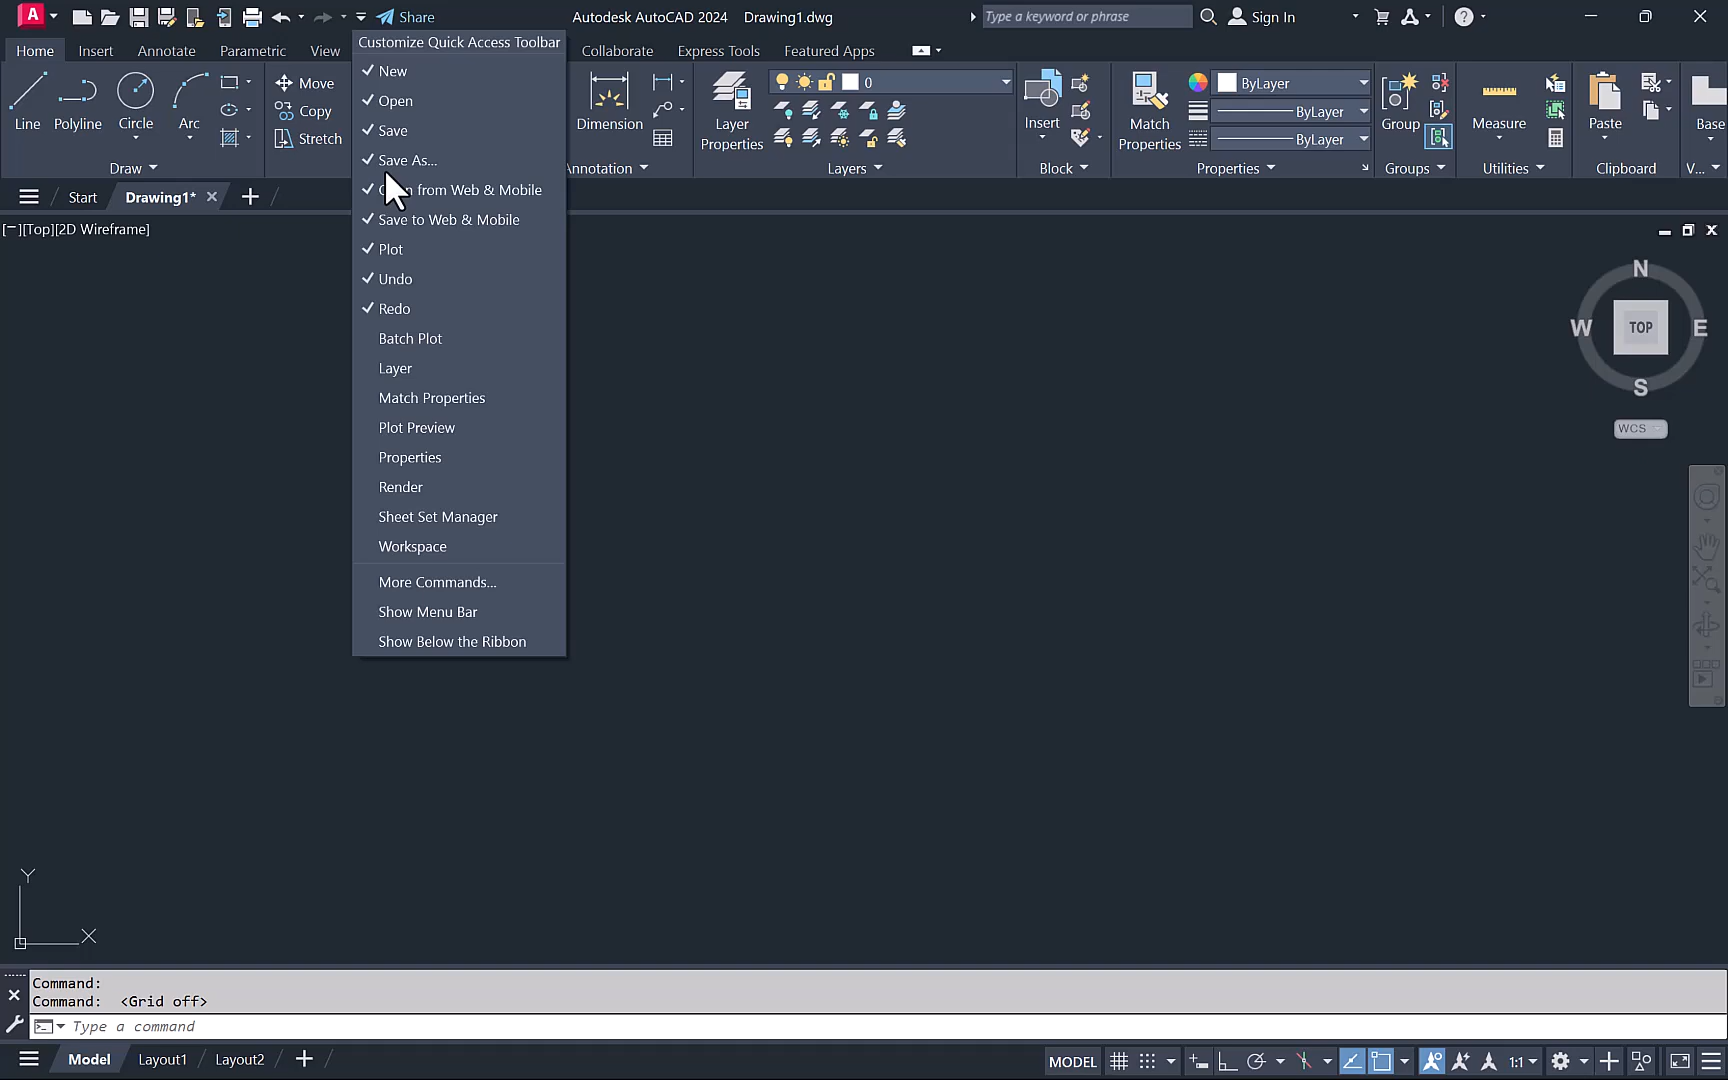 A
Share
Autodesk AutoCAD 2024 Drawing1.dwg
Type a keyword or phrase
Sign In
?
Home Insert Annotate Parametric View
Collaborate Express Tools Featured Apps
Customize Quick Access Toolbar
New
Open
Save
Save As...
from Web & Mobile
Save to Web & Mobile
Plot
Undo
Redo
Batch Plot
Layer
Match Properties
Plot Preview
Properties
Render
Sheet Set Manager
Workspace
More Commands...
Show Menu Bar
Show Below the Ribbon
Line
Polyline
Circle
Arc
Draw
Move
Copy
Stretch
Dimension
Annotation
Layer
Properties
0
Layers
Insert
Block
Match
Properties
ByLayer
ByLayer
ByLayer
Properties
Group
Groups
Measure
Utilities
Paste
Clipboard
Base
V...
Start
Drawing1*
[−][Top][2D Wireframe]
N
W
TOP
E
S
WCS
Y
X
Command:
Command: <Grid off>
Type a command
Model Layout1 Layout2
MODEL
1:1